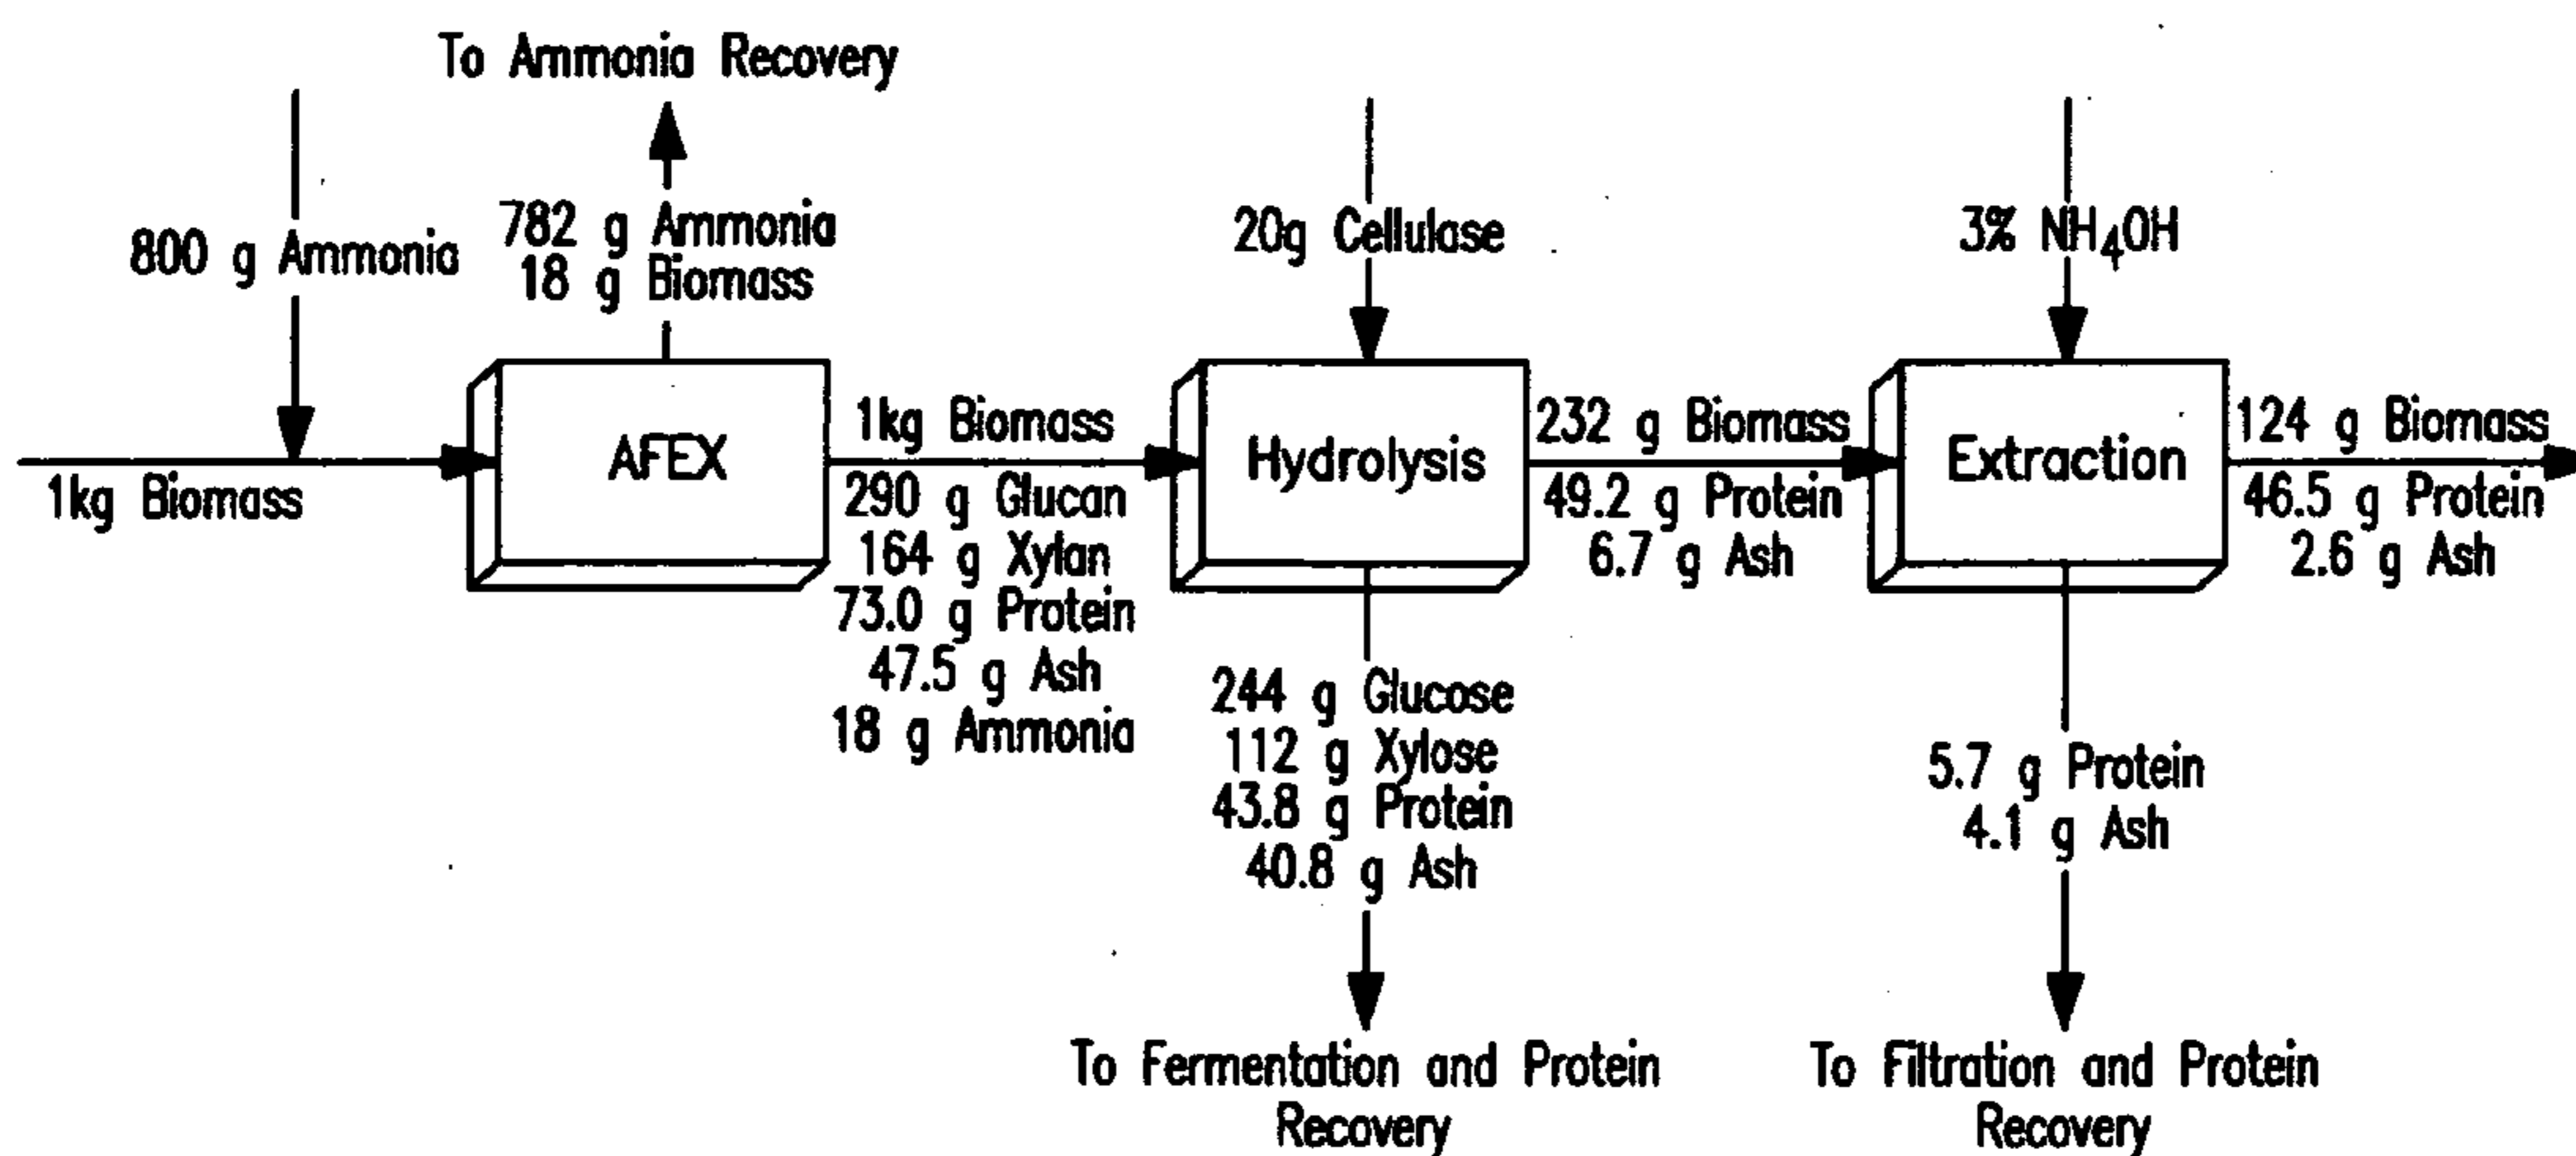 To Ammonia Recovery
800 g Ammonia
782 g Ammonia
18 g Biomass
20g Cellulase
3% NH₄OH
1kg Biomass
AFEX
1kg Biomass
290 g Glucan
164 g Xylan
73.0 g Protein
47.5 g Ash
18 g Ammonia
Hydrolysis
232 g Biomass
49.2 g Protein
6.7 g Ash
Extraction
124 g Biomass
46.5 g Protein
2.6 g Ash
244 g Glucose
112 g Xylose
43.8 g Protein
40.8 g Ash
5.7 g Protein
4.1 g Ash
To Fermentation and Protein
Recovery
To Filtration and Protein
Recovery